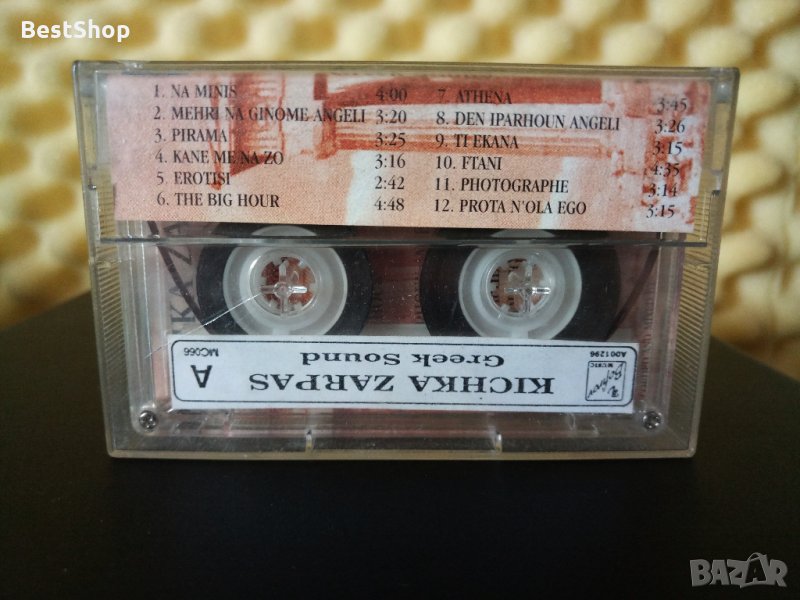 BestShop
1. NA MINIS 4:00
2. MEHRI NA GINOME ANGELI 3:20
3. PIRAMA 3:25
4. KANE ME NA ZO 3:16
5. EROTISI 2:42
6. THE BIG HOUR 4:48
7. ATHENA 3:45
8. DEN IPARHOUN ANGELI 3:26
9. TI EKANA 3:15
10. FTANI 4:35
11. PHOTOGRAPHE 3:14
12. PROTA N'OLA EGO 3:15
A
MC066
KICHKA ZARPAS
Greek Sound
MUSIC
A001296
BAZAR